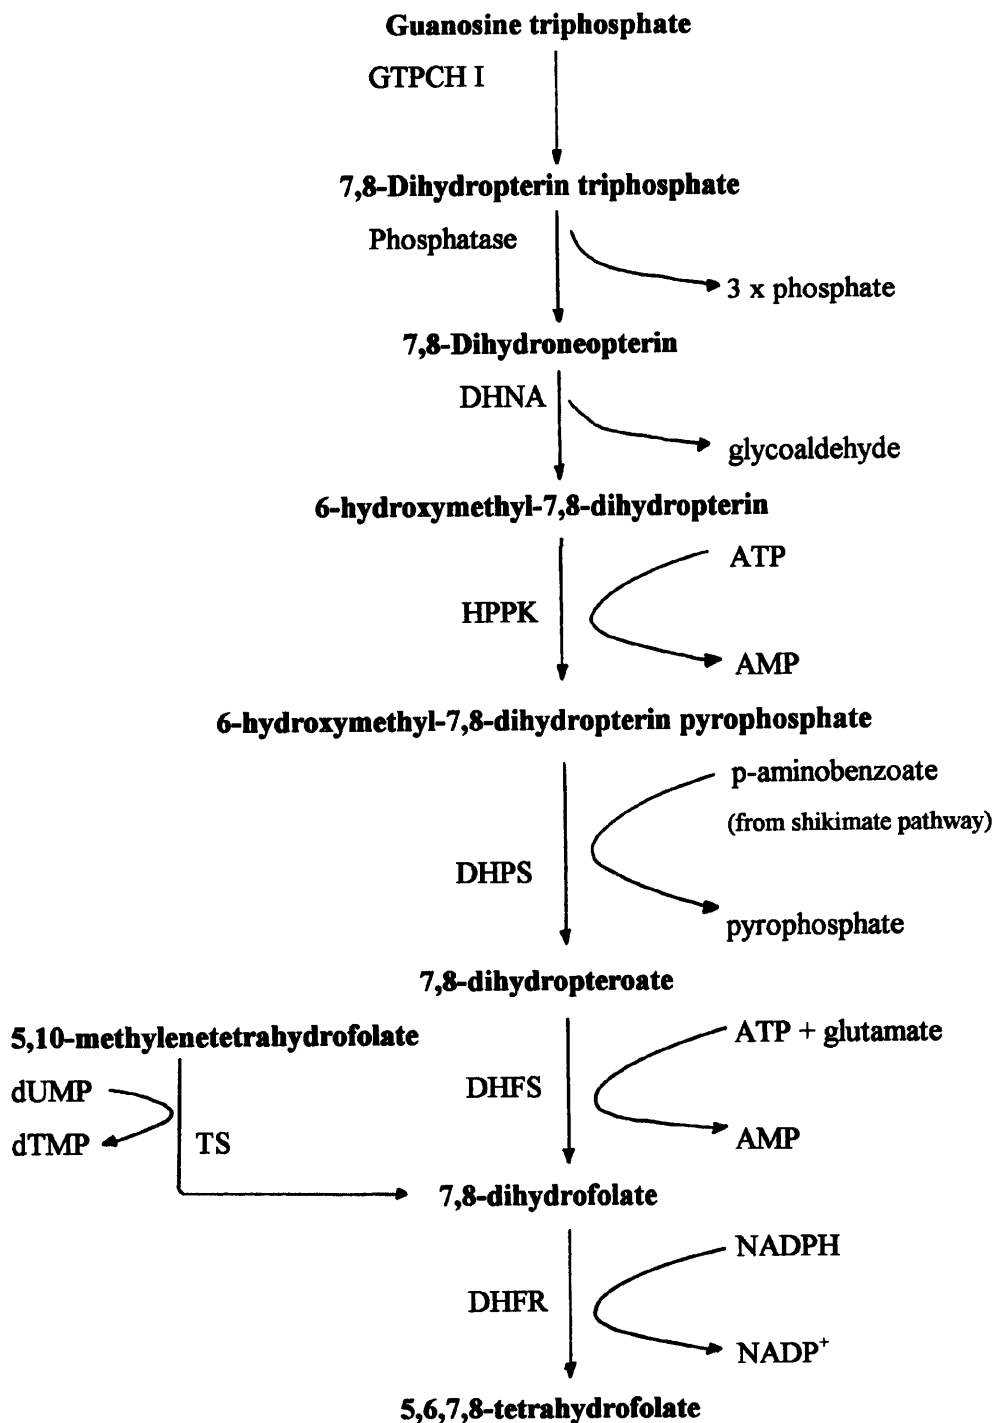 Guanosine triphosphate
GTPCH I
7,8-Dihydropterin triphosphate
Phosphatase
3 x phosphate
7,8-Dihydroneopterin
DHNA
glycoaldehyde
6-hydroxymethyl-7,8-dihydropterin
ATP
HPPK
AMP
6-hydroxymethyl-7,8-dihydropterin pyrophosphate
p-aminobenzoate
(from shikimate pathway)
DHPS
pyrophosphate
7,8-dihydropteroate
5,10-methylenetetrahydrofolate
ATP + glutamate
dUMP
DHFS
dTMP
TS
AMP
7,8-dihydrofolate
NADPH
DHFR
NADP⁺
5,6,7,8-tetrahydrofolate